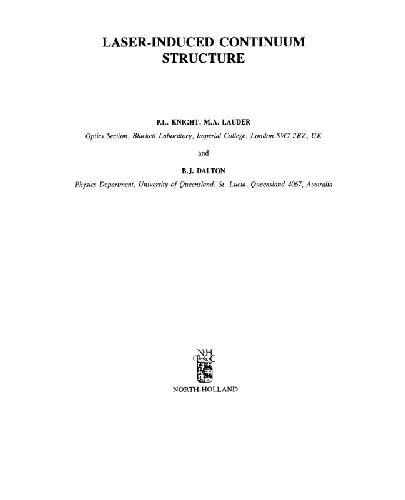 LASER-INDUCED CONTINUUM
STRUCTURE
P.L. KNIGHT, M.A. LAUDER
Optics Section, Blackett Laboratory, Imperial College, London SW7 2BZ, UK
and
B.J. DALTON
Physics Department, University of Queensland, St. Lucia, Queensland 4067, Australia
NORTH-HOLLAND